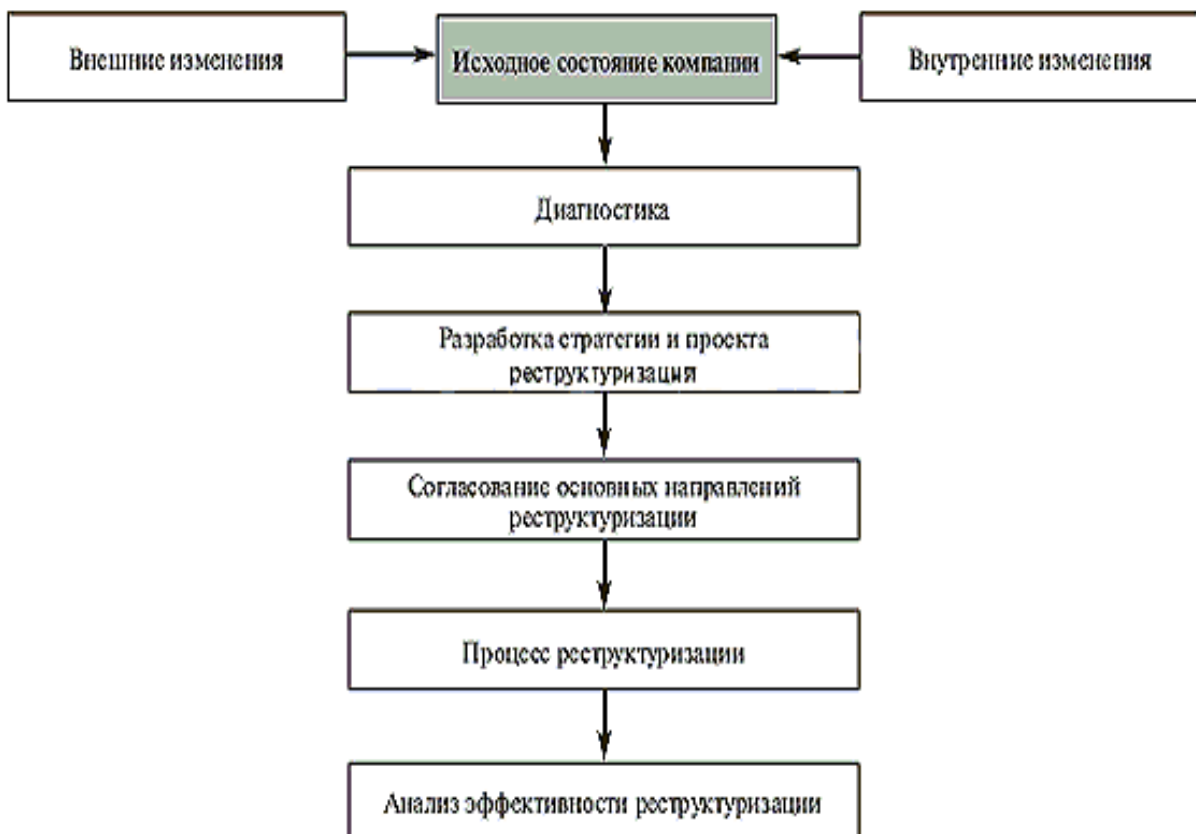 Внешние изменения
Исходное состояние компании
Внутренние изменения
Диагностика
Разработка стратегии и проекта
реструктуризация
Согласование основных направлений
реструктуризации
Процесс реструктуризации
Анализ эффективности реструктуризации